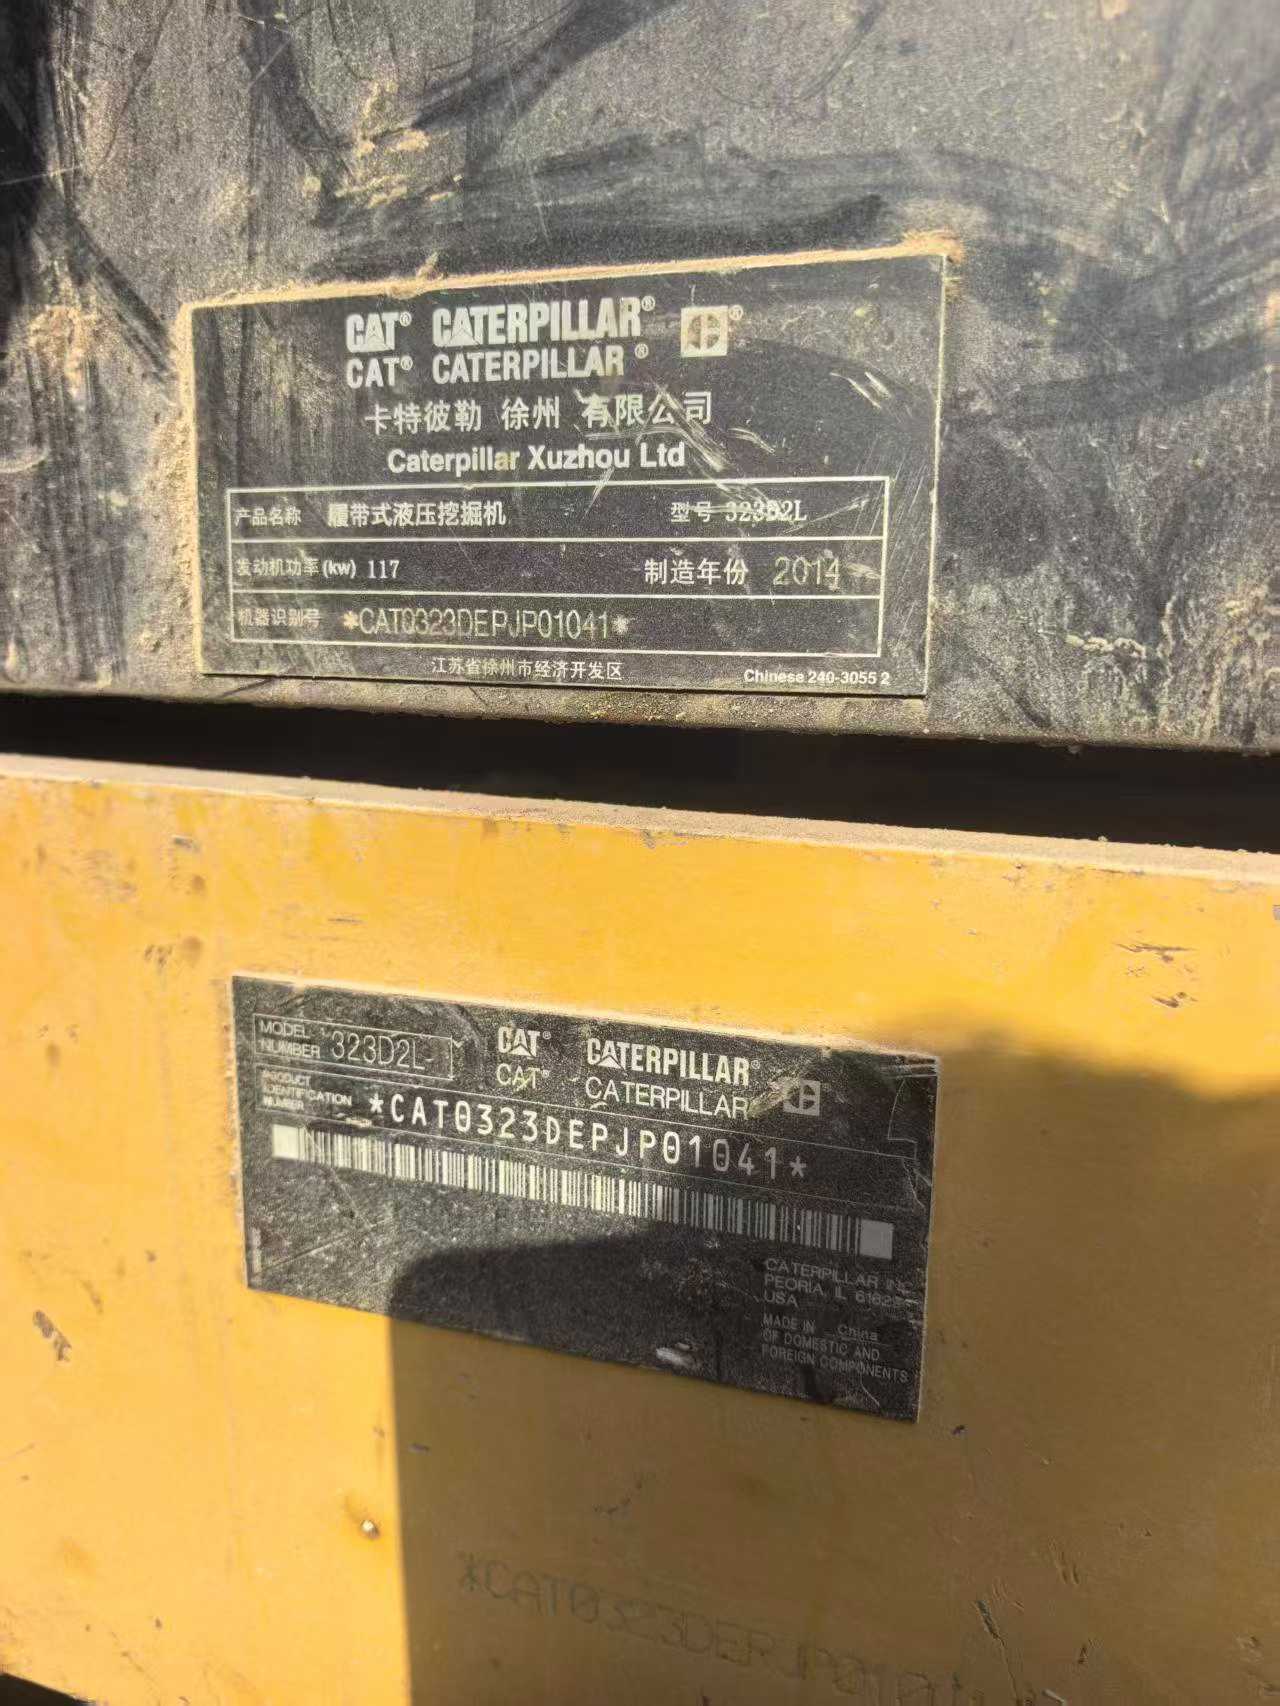 CAT® CATERPILLAR® ®
CAT® CATERPILLAR®
卡特彼勒 徐州 有限公司
Caterpillar Xuzhou Ltd
产品名称 履带式液压挖掘机 型号 323D2L
发动机功率(kw) 117 制造年份 2014
机器识别号 *CAT0323DEPJP01041*
江苏省徐州市经济开发区 Chinese 240-3055 2
MODEL NUMBER 323D2L
CAT® CATERPILLAR®
CAT® CATERPILLAR ®
PRODUCT IDENTIFICATION NUMBER *CAT0323DEPJP01041*
CATERPILLAR
PEORIA, IL
USA
MADE IN China
OF DOMESTIC AND
FOREIGN COMPONENTS